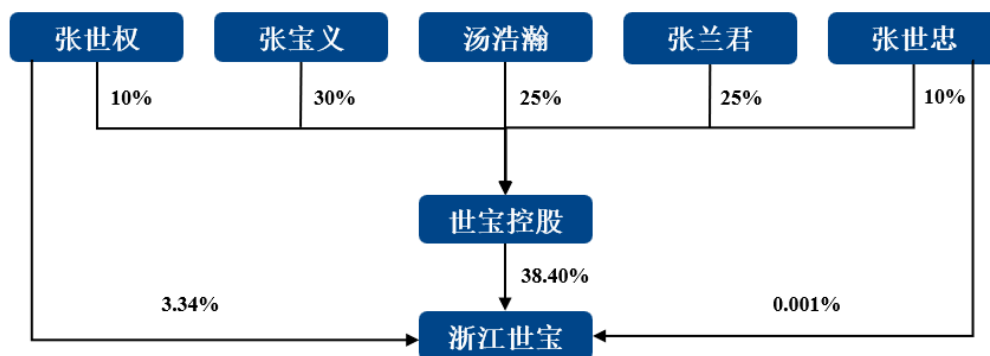 张世权
张宝义
汤浩瀚
张兰君
张世忠
10%
30%
25%
25%
10%
世宝控股
38.40%
3.34%
0.001%
浙江世宝